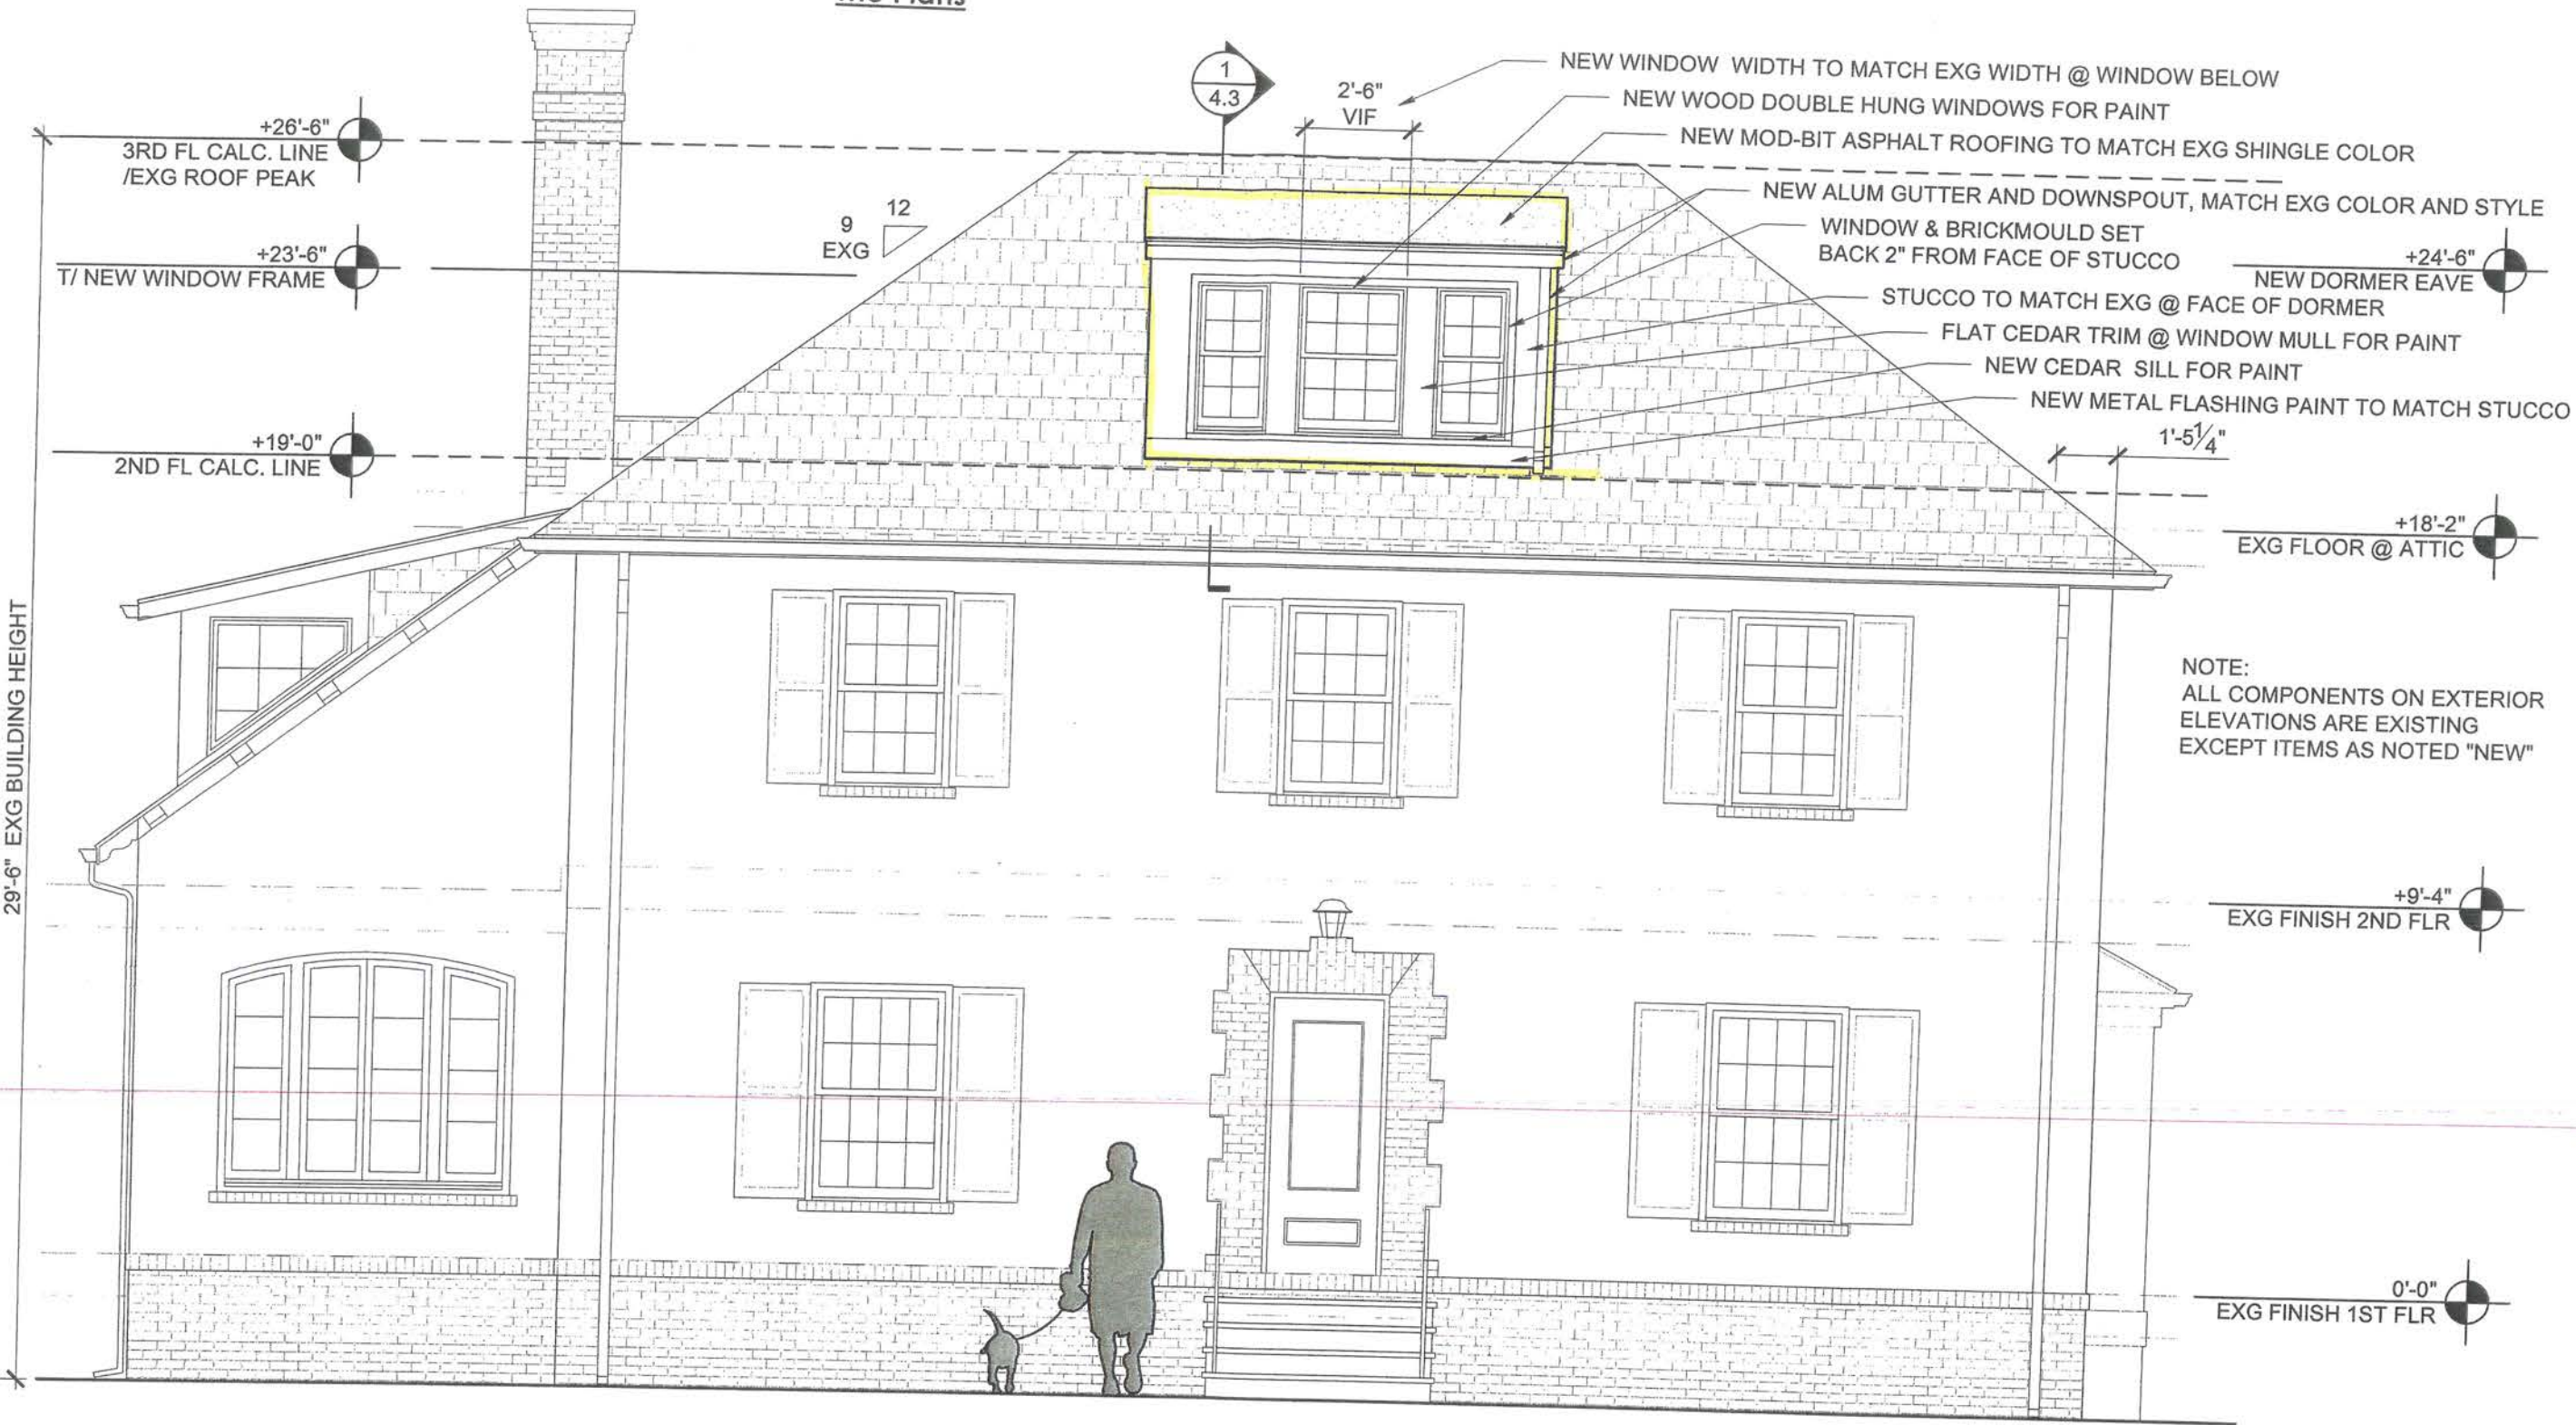 1
4.3
2'-6"
VIF
NEW WINDOW WIDTH TO MATCH EXG WIDTH @ WINDOW BELOW
NEW WOOD DOUBLE HUNG WINDOWS FOR PAINT
NEW MOD-BIT ASPHALT ROOFING TO MATCH EXG SHINGLE COLOR
NEW ALUM GUTTER AND DOWNSPOUT, MATCH EXG COLOR AND STYLE
WINDOW & BRICKMOULD SET
BACK 2" FROM FACE OF STUCCO
+24'-6"
NEW DORMER EAVE
STUCCO TO MATCH EXG @ FACE OF DORMER
FLAT CEDAR TRIM @ WINDOW MULL FOR PAINT
NEW CEDAR SILL FOR PAINT
NEW METAL FLASHING PAINT TO MATCH STUCCO
1'-5 1/4"
+26'-6"
3RD FL CALC. LINE
/EXG ROOF PEAK
12
9
EXG
+23'-6"
T/ NEW WINDOW FRAME
+19'-0"
2ND FL CALC. LINE
+18'-2"
EXG FLOOR @ ATTIC
29'-6" EXG BUILDING HEIGHT
NOTE:
ALL COMPONENTS ON EXTERIOR
ELEVATIONS ARE EXISTING
EXCEPT ITEMS AS NOTED "NEW"
+9'-4"
EXG FINISH 2ND FLR
0'-0"
EXG FINISH 1ST FLR